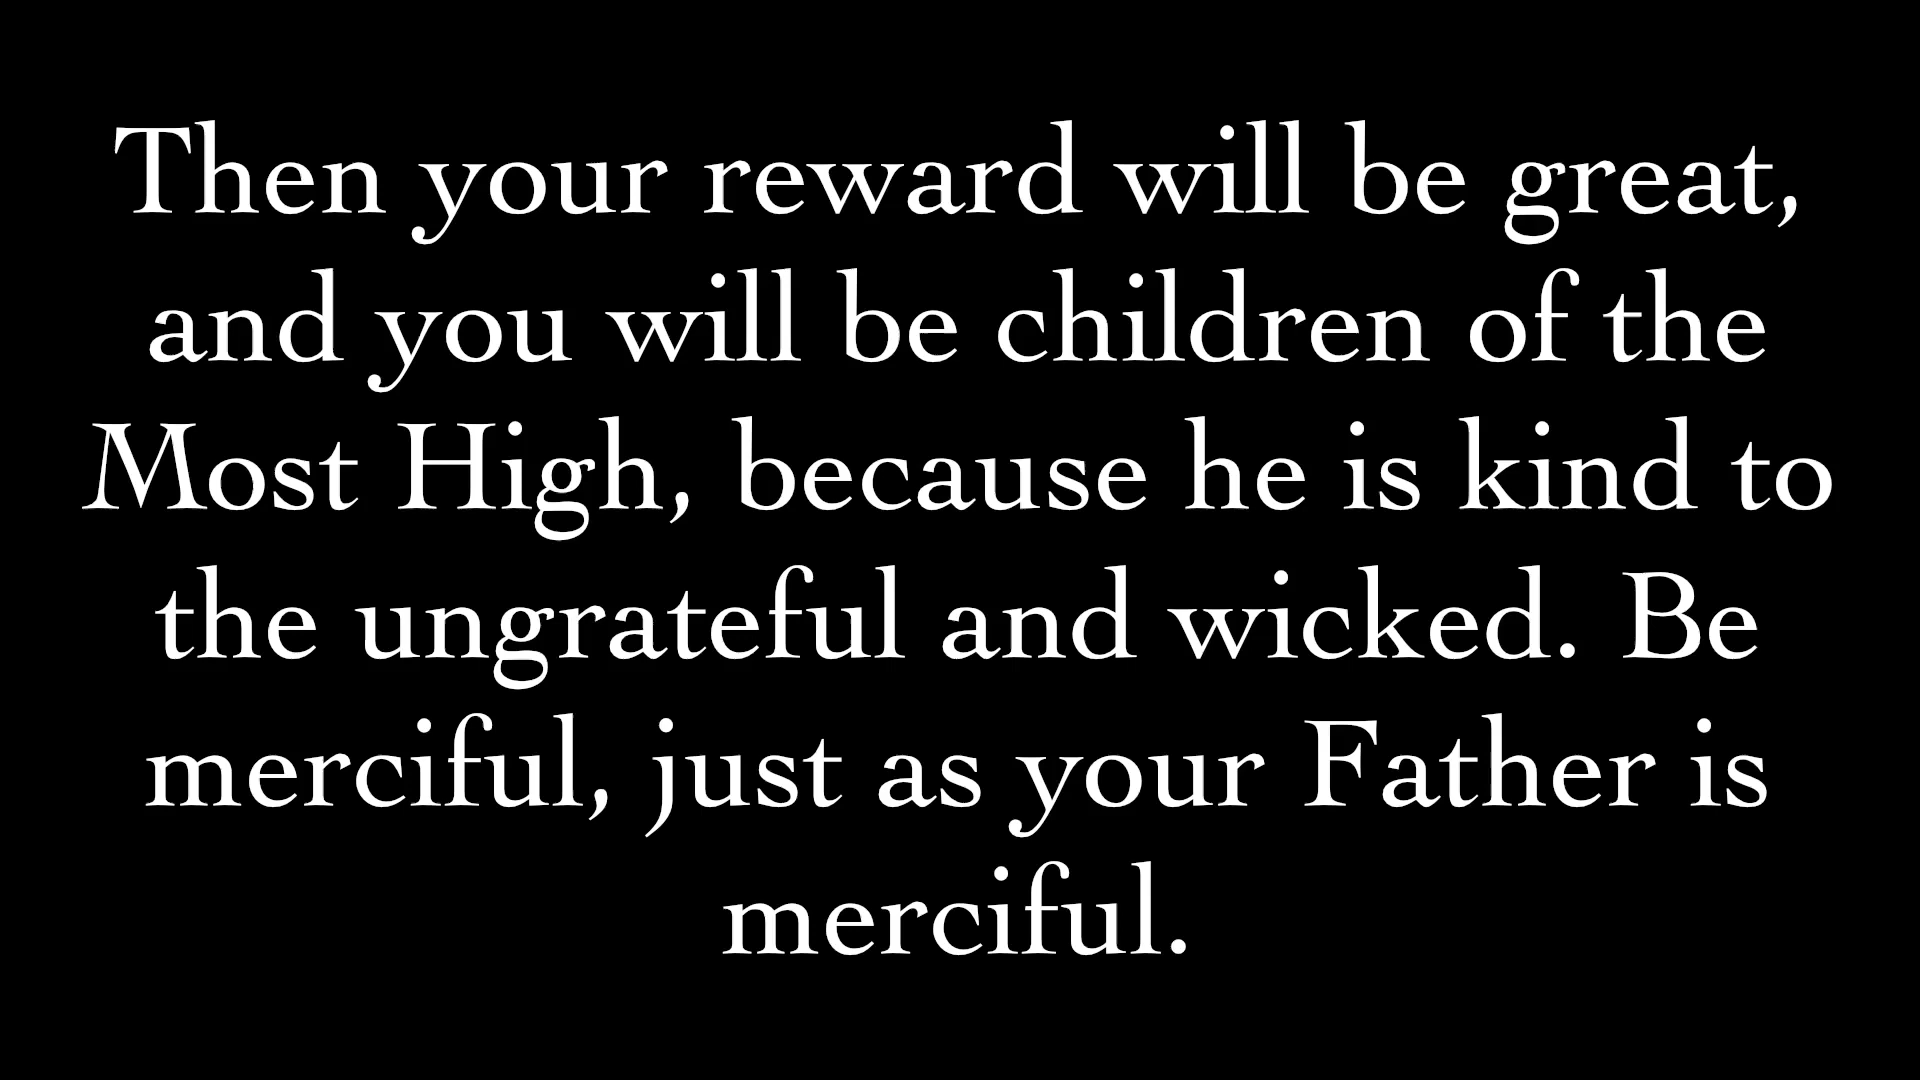 Then your reward will be great,
and you will be children of the
Most High, because he is kind to
the ungrateful and wicked. Be
merciful, just as your Father is
merciful.